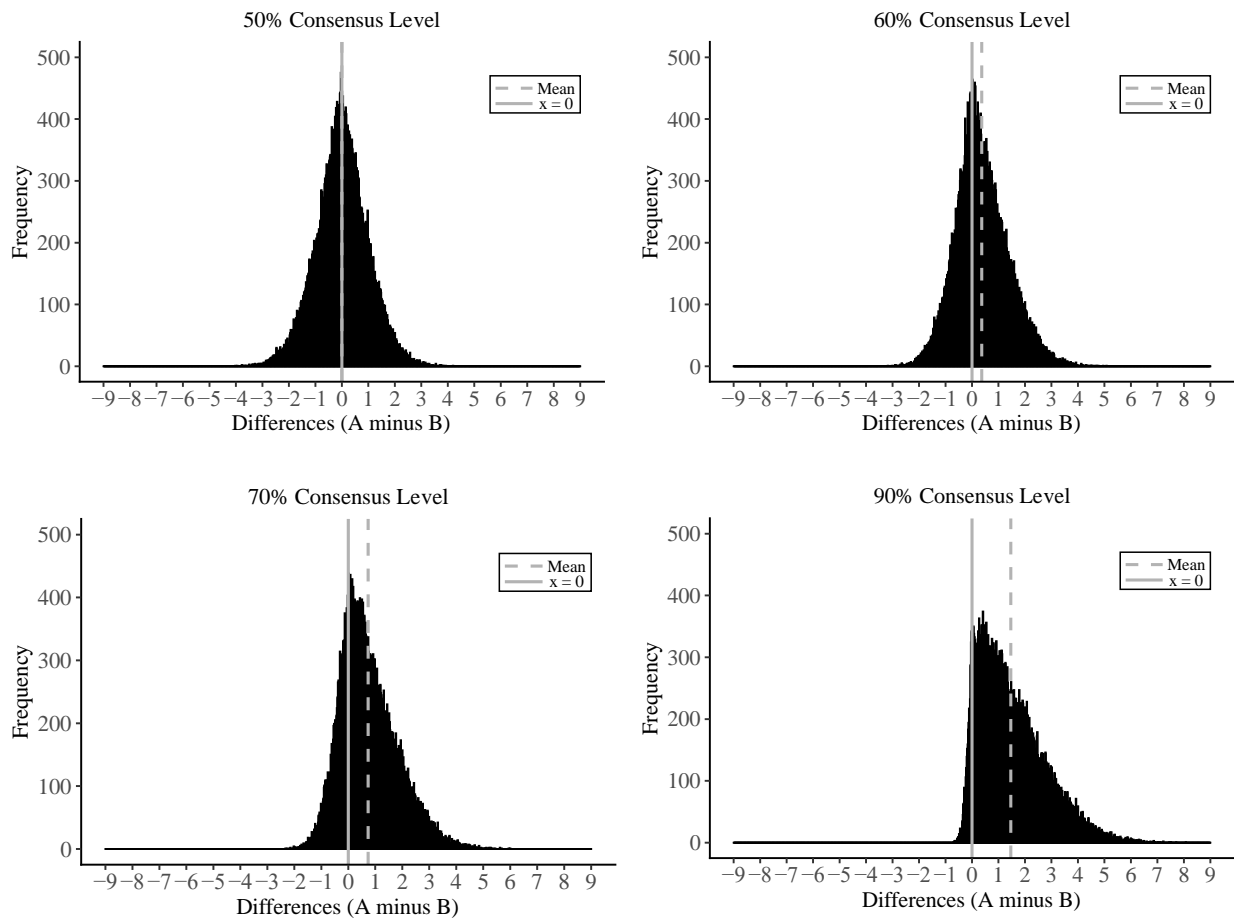 50% Consensus Level
500
400
300
200
100
0
Frequency
Mean
x = 0
−9 −8 −7 −6 −5 −4 −3 −2 −1 0 1 2 3 4 5 6 7 8 9
Differences (A minus B)
60% Consensus Level
500
400
300
200
100
0
Frequency
Mean
x = 0
−9 −8 −7 −6 −5 −4 −3 −2 −1 0 1 2 3 4 5 6 7 8 9
Differences (A minus B)
70% Consensus Level
500
400
300
200
100
0
Frequency
Mean
x = 0
−9 −8 −7 −6 −5 −4 −3 −2 −1 0 1 2 3 4 5 6 7 8 9
Differences (A minus B)
90% Consensus Level
500
400
300
200
100
0
Frequency
Mean
x = 0
−9 −8 −7 −6 −5 −4 −3 −2 −1 0 1 2 3 4 5 6 7 8 9
Differences (A minus B)